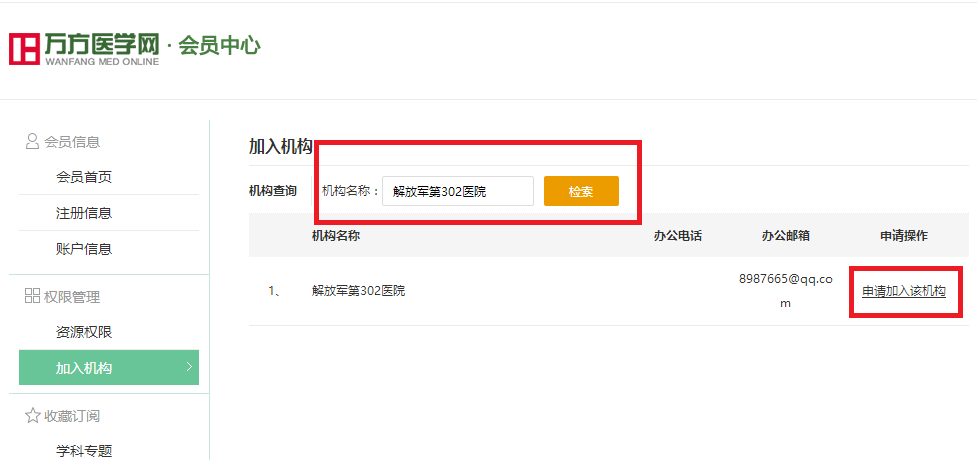 万方医学网·会员中心
WANFANG MED ONLINE
会员信息
会员首页
注册信息
账户信息
权限管理
资源权限
加入机构
收藏订阅
学科专题
加入机构
机构查询 机构名称： 解放军第302医院 检索
机构名称 办公电话 办公邮箱 申请操作
1、 解放军第302医院 8987665@qq.co
m 申请加入该机构